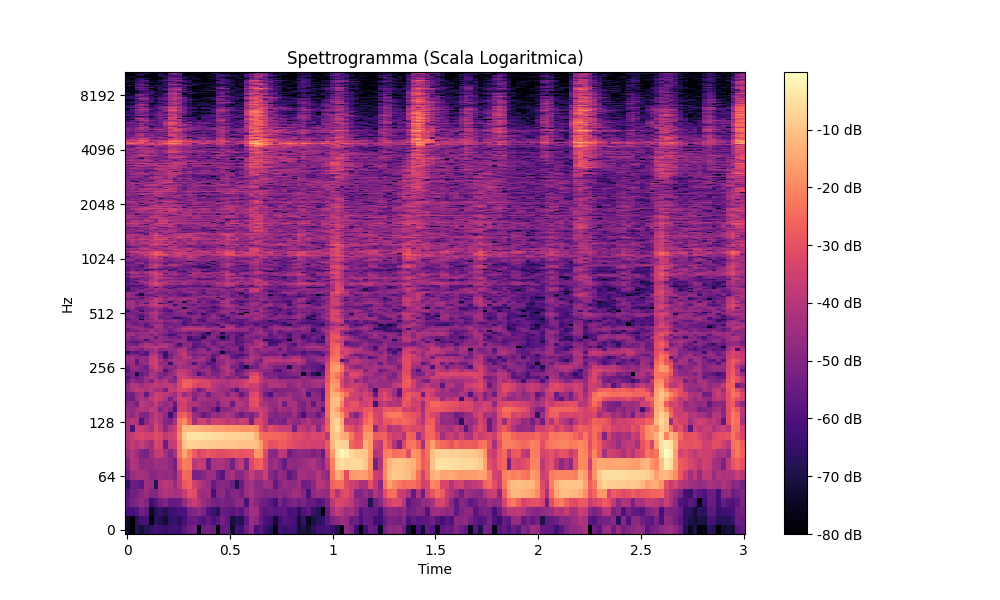 Spettrogramma (Scala Logaritmica)
8192
4096
2048
1024
512
256
128
64
0
Hz
0
0.5
1
1.5
2
2.5
3
Time
-10 dB
-20 dB
-30 dB
-40 dB
-50 dB
-60 dB
-70 dB
-80 dB